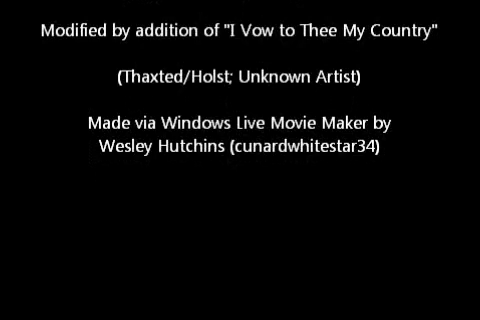 Modified by addition of "I Vow to Thee My Country"
(Thaxted/Holst; Unknown Artist)
Made via Windows Live Movie Maker by
Wesley Hutchins (cunardwhitestar34)